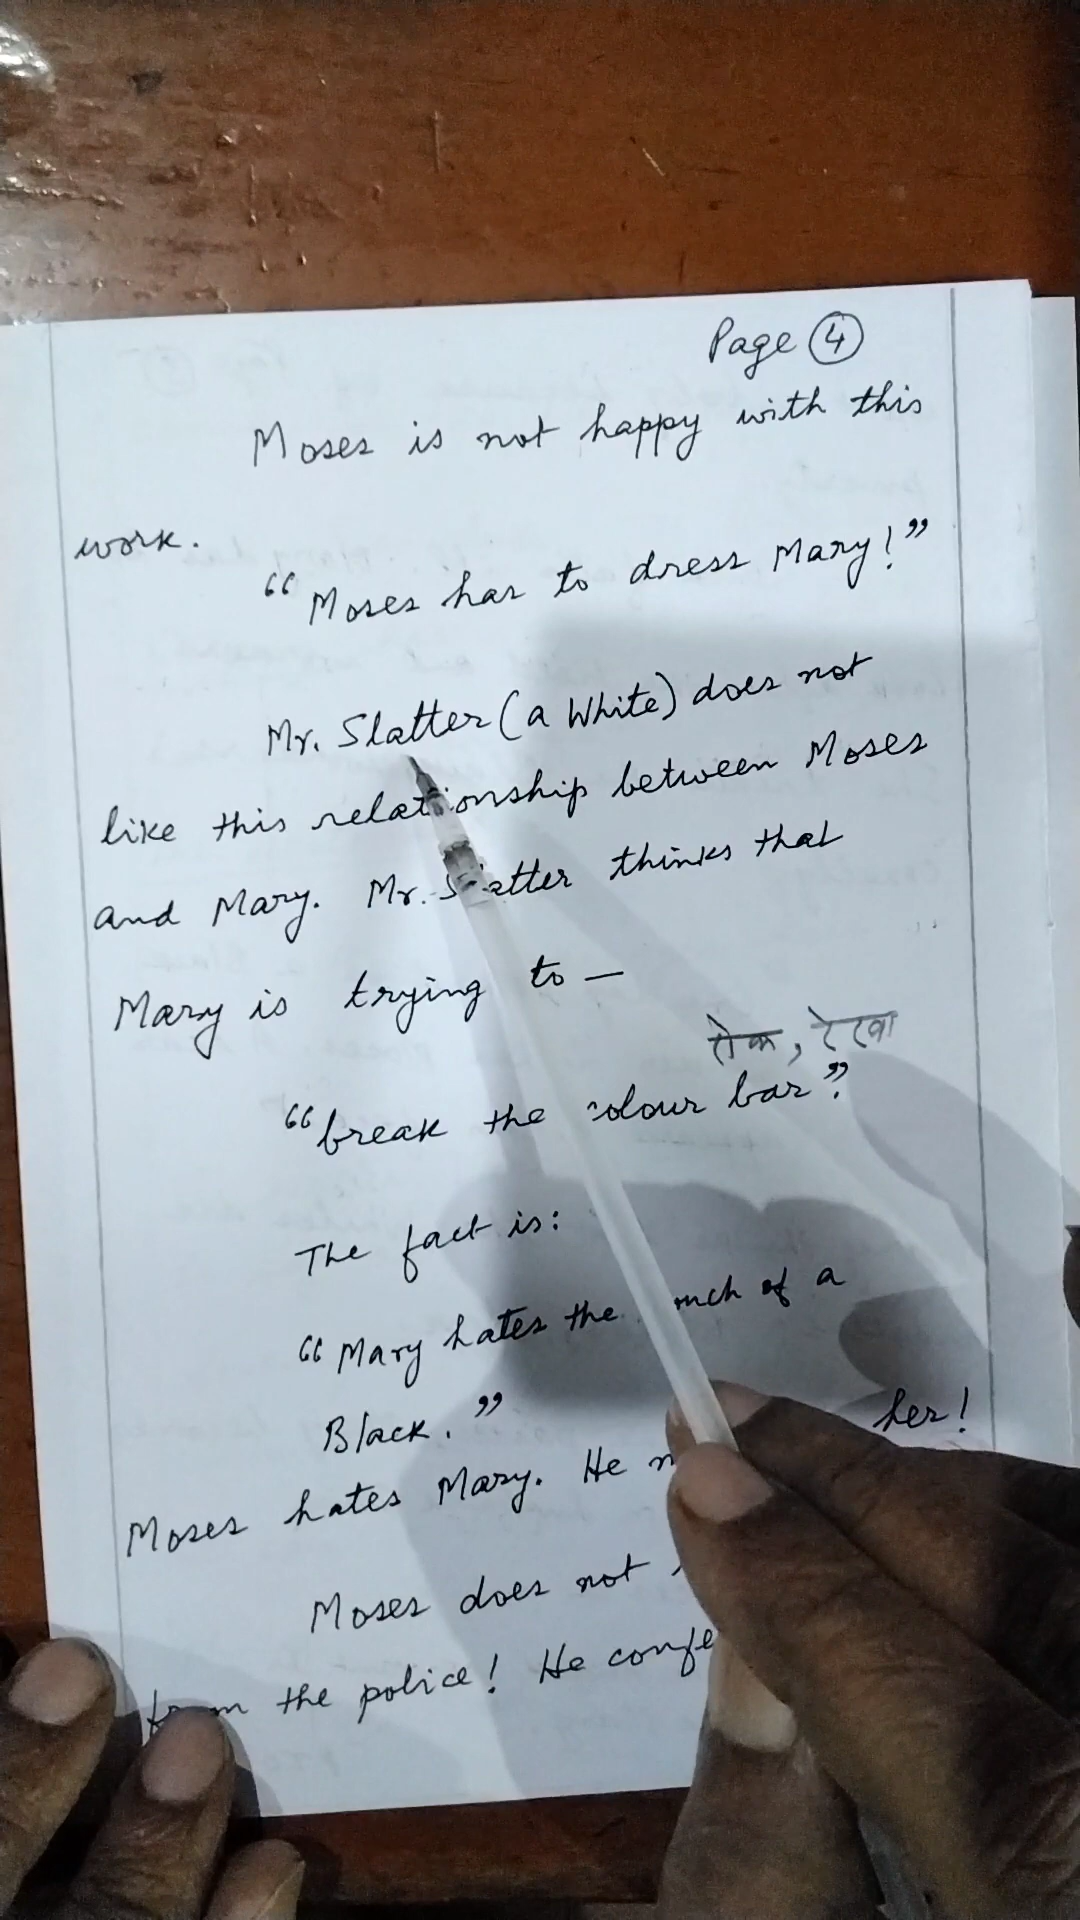 Page 4
Moses is not happy with this
work.
“Moses has to dress Mary!”
Mr. Slatter (a White) does not
like this relationship between Moses
and Mary. Mr. Slatter thinks that
Mary is trying to —
रोक, रेखा
“break the colour bar”.
The fact is:
“Mary hates the of a
Black.”
Moses hates Mary. He her!
Moses does not
from the police! He